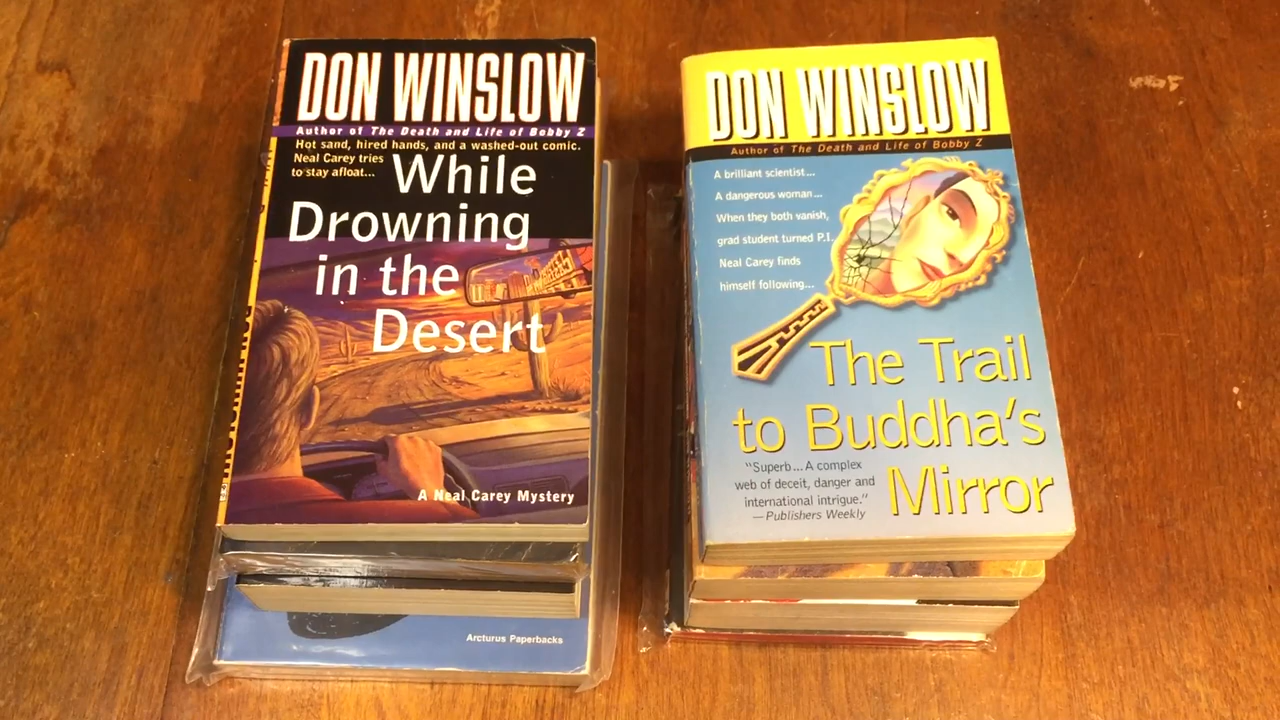 DON WINSLOW
Author of The Death and Life of Bobby Z
Hot sand, hired hands, and a washed-out comic.
Neal Carey tries
to stay afloat...
While
Drowning
in the
Desert
A Neal Carey Mystery
Arcturus Paperbacks
DON WINSLOW
Author of The Death and Life of Bobby Z
A brilliant scientist...
A dangerous woman...
When they both vanish,
grad student turned P.I.
Neal Carey finds
himself following...
The Trail
to Buddha's
Mirror
"Superb...A complex
web of deceit, danger and
international intrigue."
—Publishers Weekly